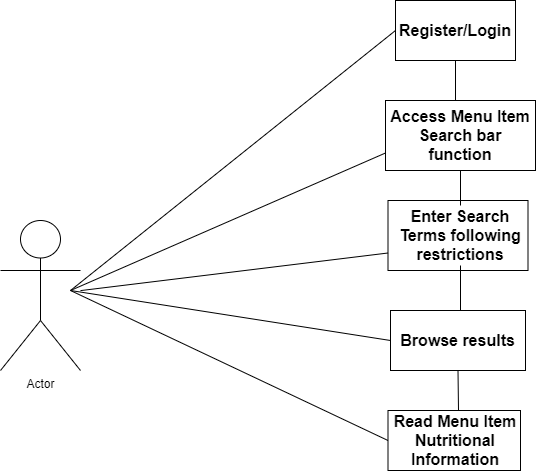 Register/Login
Access Menu Item
Search bar
function
Enter Search
Terms following
restrictions
Browse results
Actor
Read Menu Item
Nutritional
Information